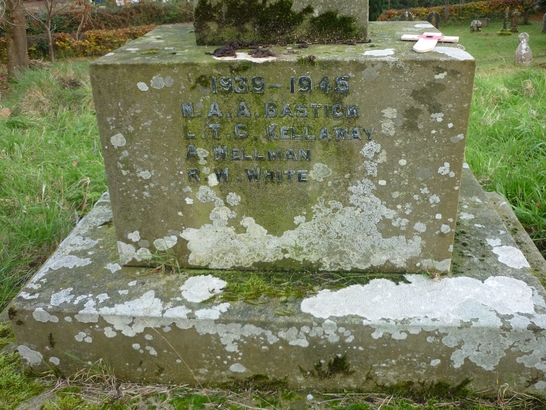 1939-1945
N.A.A. BASTICK
L.T.G. KELLAWAY
A. WELLMAN
R.W. WHITE